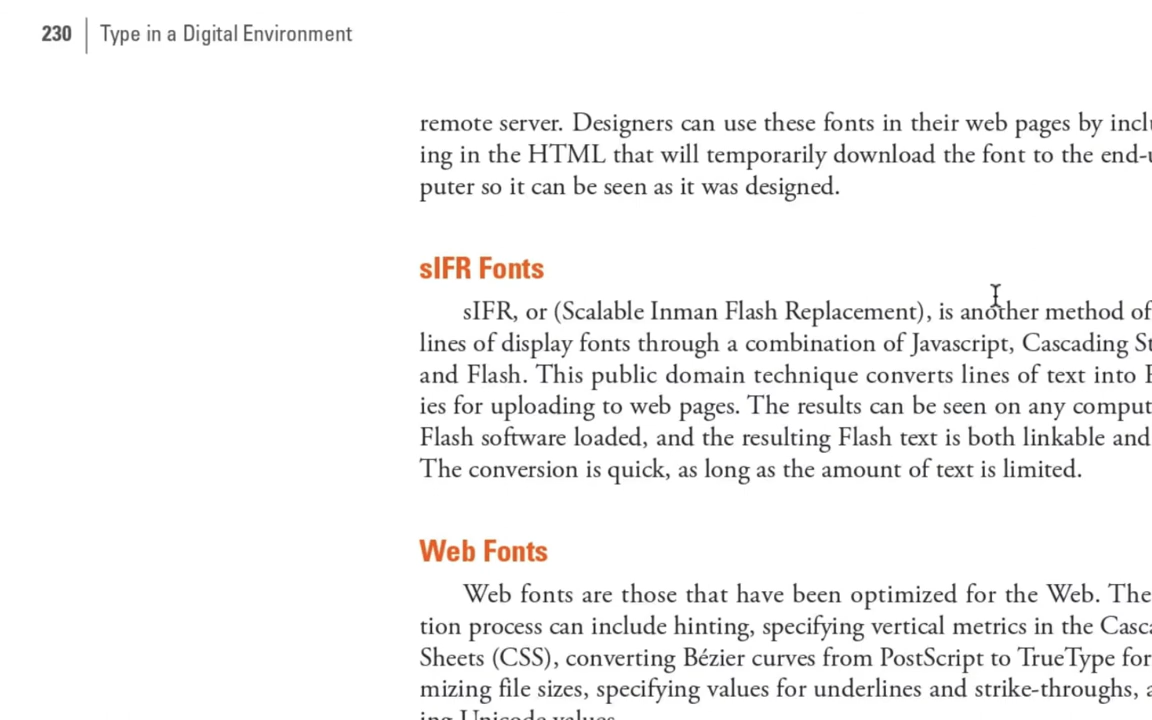 230 Type in a Digital Environment
remote server. Designers can use these fonts in their web pages by
ing in the HTML that will temporarily download the font to the
puter so it can be seen as it was designed.
sIFR Fonts
sIFR, or (Scalable Inman Flash Replacement), is another method of
lines of display fonts through a combination of Javascript, Cascading
and Flash. This public domain technique converts lines of text into
ies for uploading to web pages. The results can be seen on any
Flash software loaded, and the resulting Flash text is both linkable and
The conversion is quick, as long as the amount of text is limited.
Web Fonts
Web fonts are those that have been optimized for the Web. The
tion process can include hinting, specifying vertical metrics in the
Sheets (CSS), converting Bézier curves from PostScript to TrueType
mizing file sizes, specifying values for underlines and strike-throughs,
ing Unicode values.